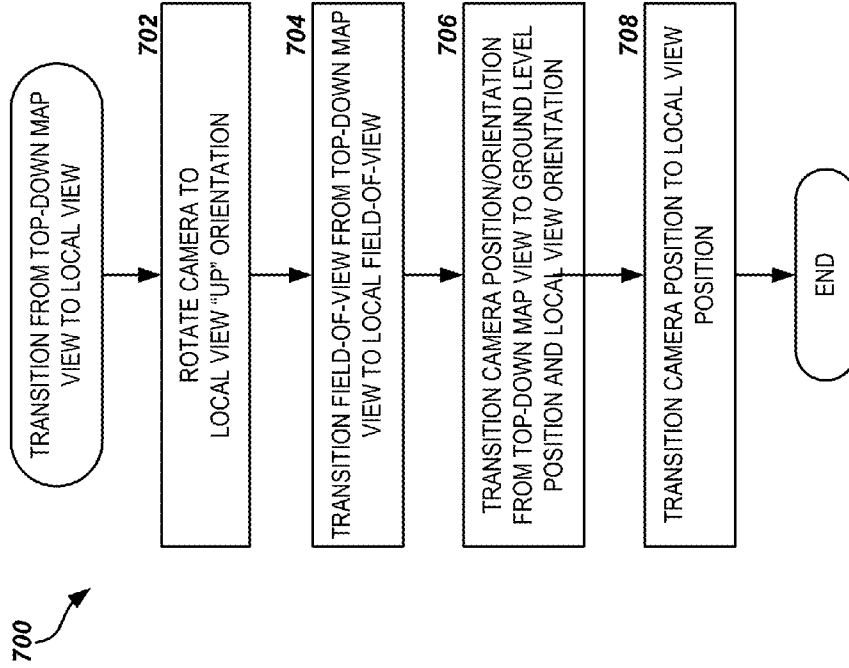 700
TRANSITION FROM TOP-DOWN MAP
VIEW TO LOCAL VIEW
702
ROTATE CAMERA TO
LOCAL VIEW “UP” ORIENTATION
704
TRANSITION FIELD-OF-VIEW FROM TOP-DOWN MAP
VIEW TO LOCAL FIELD-OF-VIEW
706
TRANSITION CAMERA POSITION/ORIENTATION
FROM TOP-DOWN MAP VIEW TO GROUND LEVEL
POSITION AND LOCAL VIEW ORIENTATION
708
TRANSITION CAMERA POSITION TO LOCAL VIEW
POSITION
END